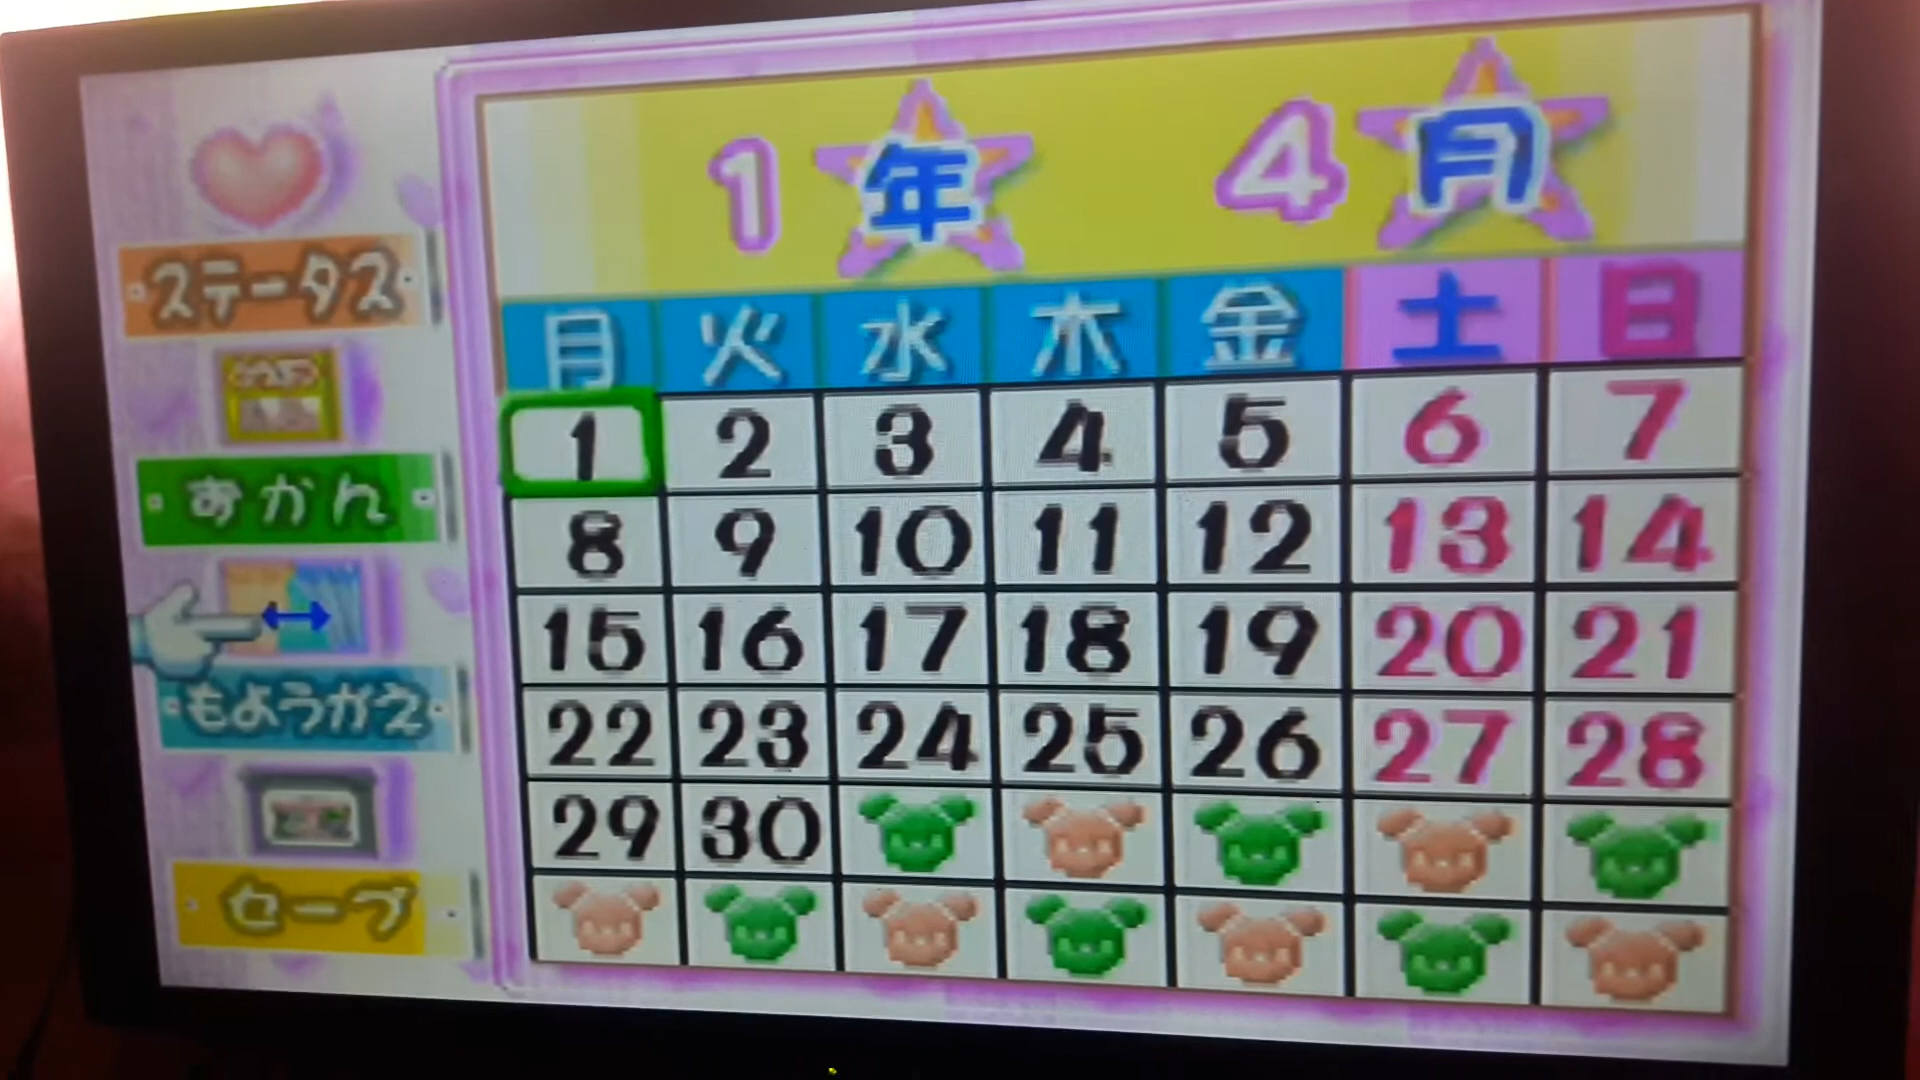 1年 4月
ステータス
あかん
もようがえ
セーブ
月 火 水 木 金 土 日
1 2 3 4 5 6 7
8 9 10 11 12 13 14
15 16 17 18 19 20 21
22 23 24 25 26 27 28
29 30